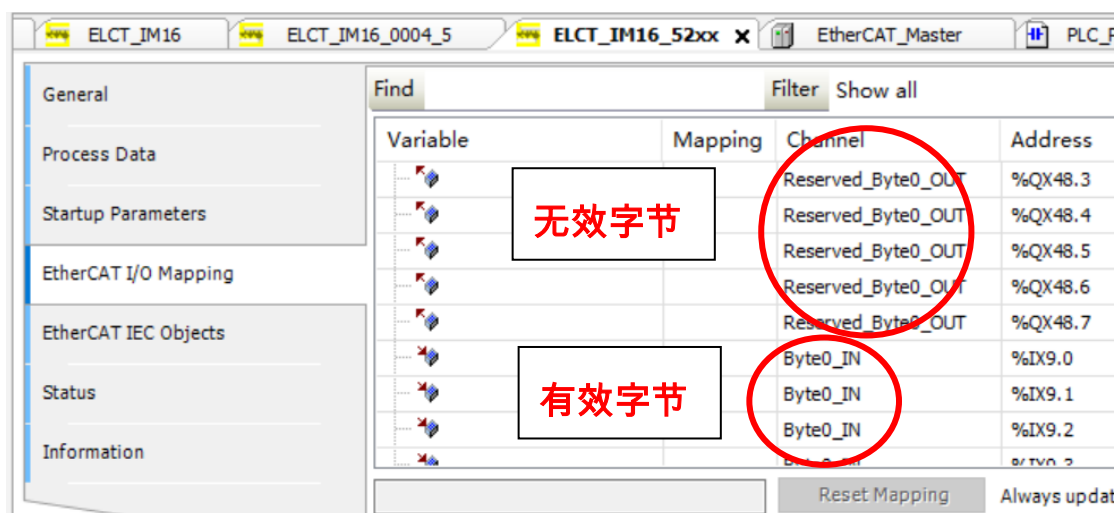 ELCT_IM16 ELCT_IM16_0004_5 ELCT_IM16_52xx EtherCAT_Master
General
Process Data
Startup Parameters
EtherCAT I/O Mapping
EtherCAT IEC Objects
Status
Information
Find Filter Show all
Variable Mapping Channel Address
Reserved_Byte0_OUT %QX48.3
Reserved_Byte0_OUT %QX48.4
Reserved_Byte0_OUT %QX48.5
Reserved_Byte0_OUT %QX48.6
Reserved_Byte0_OUT %QX48.7
Byte0_IN %IX9.0
Byte0_IN %IX9.1
Byte0_IN %IX9.2
无效字节
有效字节
Reset Mapping Always